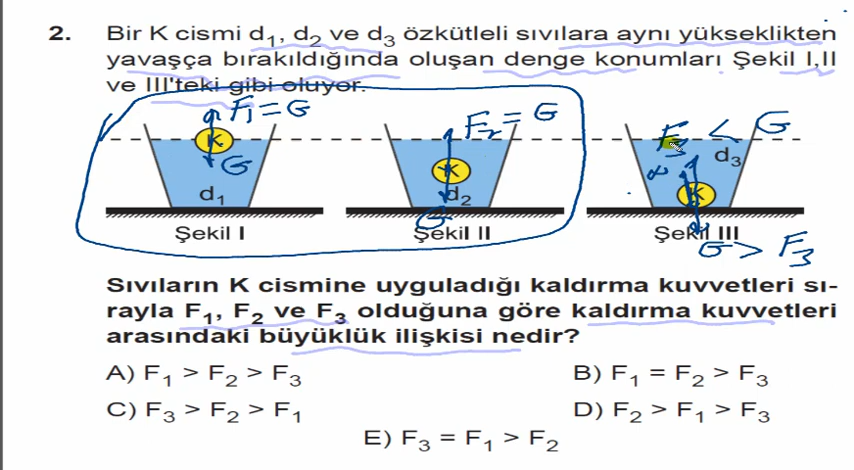 2. Bir K cismi d1, d2 ve d3 özkütleli sıvılara aynı yükseklikten
yavaşça bırakıldığında oluşan denge konumları Şekil I,II
ve III'teki gibi oluyor.
F1 = G
K
G
d1
Şekil I
F2 = G
K
d2
G
Şekil II
F3 < G
d3
K
Şekil III
G > F3
Sıvıların K cismine uyguladığı kaldırma kuvvetleri sı-
rayla F1, F2 ve F3 olduğuna göre kaldırma kuvvetleri
arasındaki büyüklük ilişkisi nedir?
A) F1 > F2 > F3
B) F1 = F2 > F3
C) F3 > F2 > F1
D) F2 > F1 > F3
E) F3 = F1 > F2